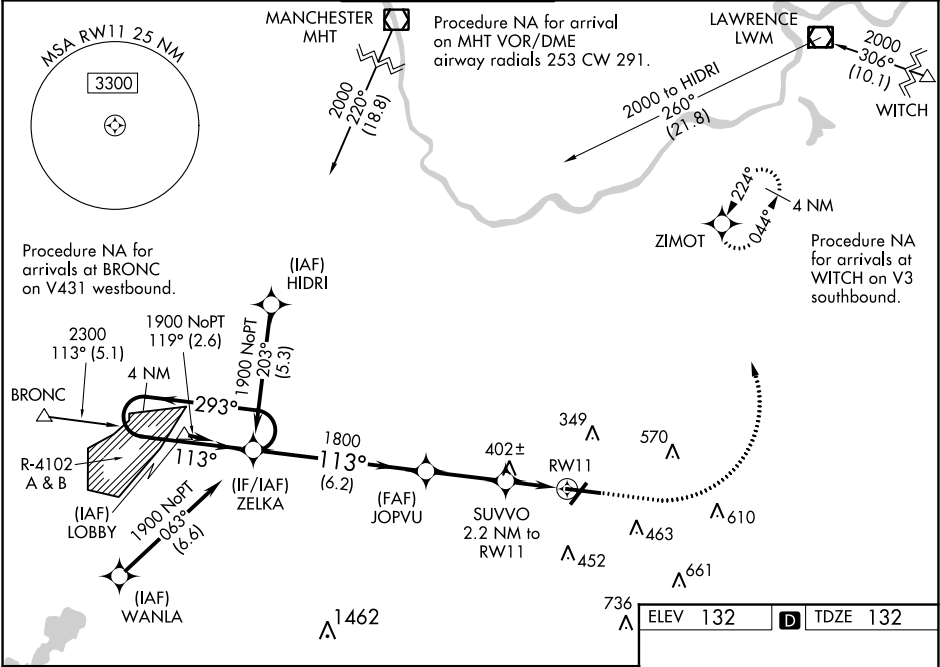 MSA RW11 25 NM
3300
MANCHESTER
MHT
2000
220°
(18.8)
Procedure NA for arrival
on MHT VOR/DME
airway radials 253 CW 291.
LAWRENCE
LWM
2000
306°
(10.1)
WITCH
2000 to HIDRI
260°
(21.8)
224°
044°
4 NM
ZIMOT
Procedure NA
for arrivals at
WITCH on V3
southbound.
Procedure NA for
arrivals at BRONC
on V431 westbound.
(IAF)
HIDRI
1900 NoPT
203°
(5.3)
2300
113° (5.1)
1900 NoPT
119° (2.6)
4 NM
BRONC
293°
113°
R-4102
A & B
(IAF)
LOBBY
(IF/IAF)
ZELKA
1900 NoPT
063°
(6.6)
(IAF)
WANLA
1800
113°
(6.2)
(FAF)
JOPVU
402±
SUVVO
2.2 NM to
RW11
RW11
349
570
610
463
452
661
736
1462
ELEV 132
D
TDZE 132